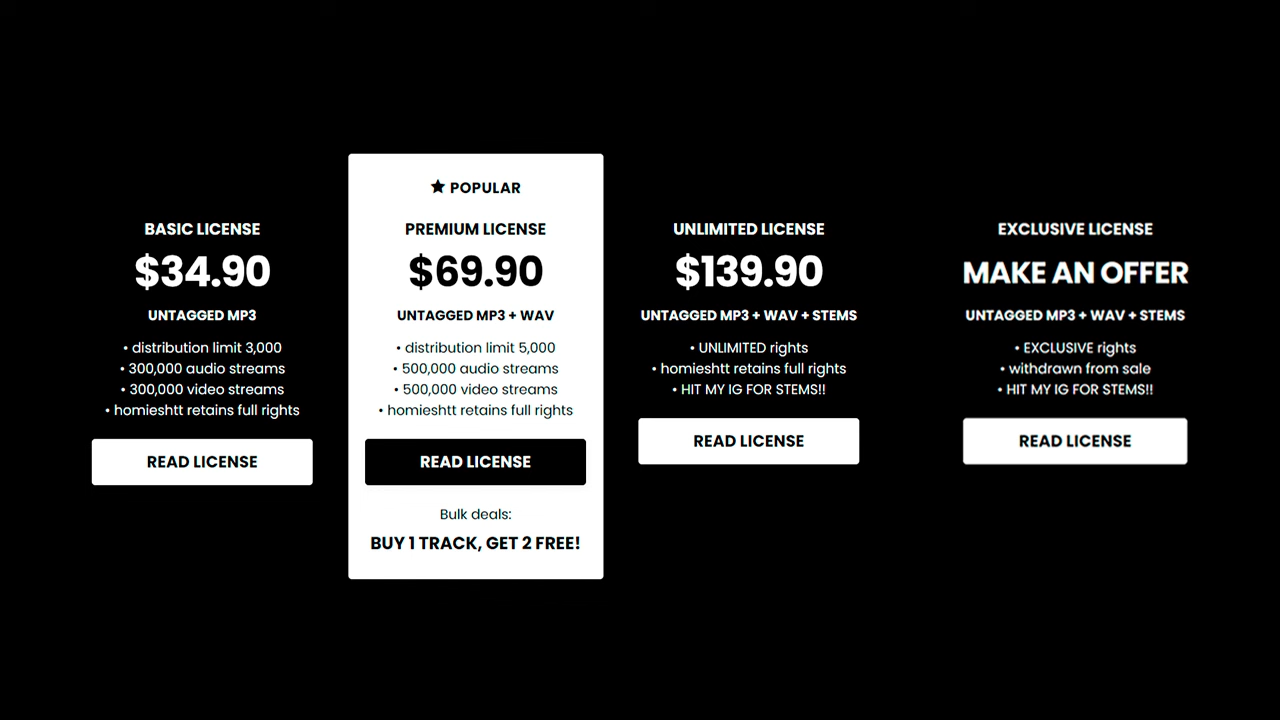 BASIC LICENSE
$34.90
UNTAGGED MP3
• distribution limit 3,000
• 300,000 audio streams
• 300,000 video streams
• homieshtt retains full rights
READ LICENSE
★ POPULAR
PREMIUM LICENSE
$69.90
UNTAGGED MP3 + WAV
• distribution limit 5,000
• 500,000 audio streams
• 500,000 video streams
• homieshtt retains full rights
READ LICENSE
Bulk deals:
BUY 1 TRACK, GET 2 FREE!
UNLIMITED LICENSE
$139.90
UNTAGGED MP3 + WAV + STEMS
• UNLIMITED rights
• homieshtt retains full rights
• HIT MY IG FOR STEMS!!
READ LICENSE
EXCLUSIVE LICENSE
MAKE AN OFFER
UNTAGGED MP3 + WAV + STEMS
• EXCLUSIVE rights
• withdrawn from sale
• HIT MY IG FOR STEMS!!
READ LICENSE